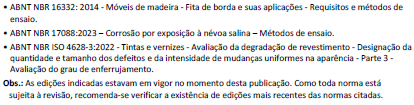 • ABNT NBR 16332: 2014 - Móveis de madeira - Fita de borda e suas aplicações - Requisitos e métodos de
ensaio.
• ABNT NBR 17088:2023 – Corrosão por exposição à névoa salina – Métodos de ensaio.
• ABNT NBR ISO 4628-3:2022 - Tintas e vernizes - Avaliação da degradação de revestimento - Designação da
quantidade e tamanho dos defeitos e da intensidade de mudanças uniformes na aparência - Parte 3 -
Avaliação do grau de enferrujamento.
Obs.: As edições indicadas estavam em vigor no momento desta publicação. Como toda norma está
sujeita à revisão, recomenda-se verificar a existência de edições mais recentes das normas citadas.